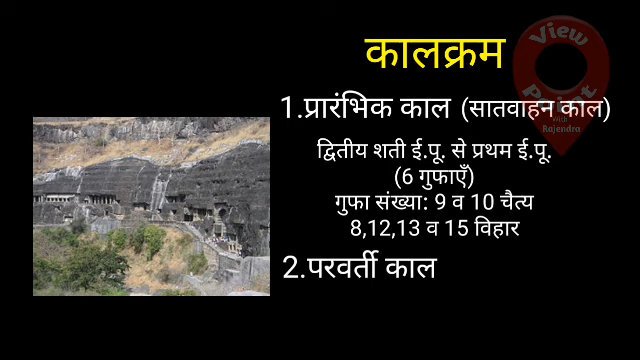 कालक्रम
1.प्रारंभिक काल (सातवाहन काल)
द्वितीय शती ई.पू. से प्रथम ई.पू.
(6 गुफाएँ)
गुफा संख्या: 9 व 10 चैत्य
8,12,13 व 15 विहार
2.परवर्ती काल
View
Point
With
Rajendra